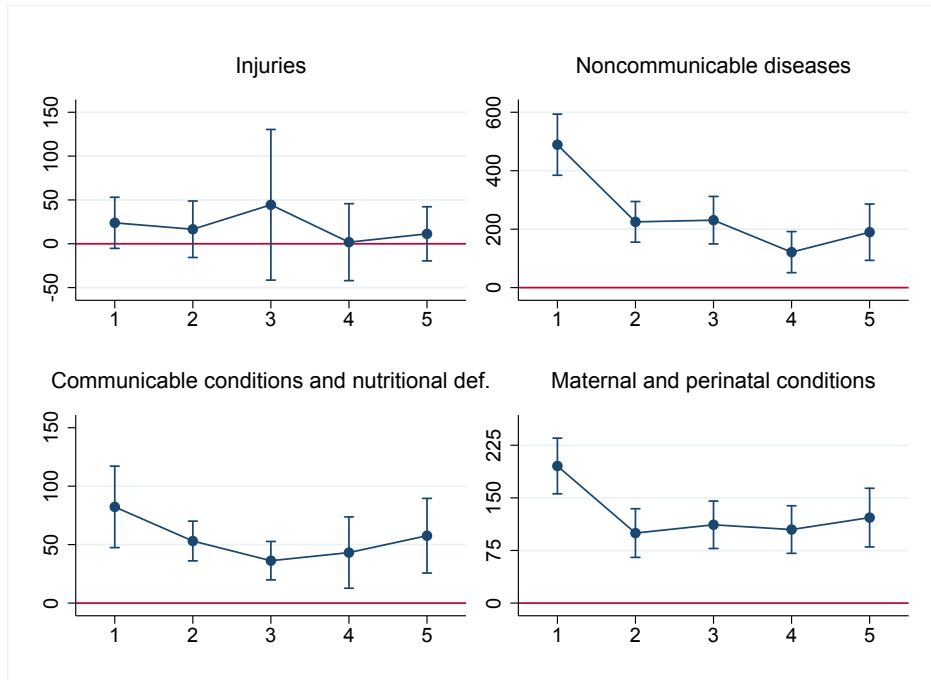 Injuries
150
100
50
0
-50
1 2 3 4 5
Noncommunicable diseases
600
400
200
0
1 2 3 4 5
Communicable conditions and nutritional def.
150
100
50
0
1 2 3 4 5
Maternal and perinatal conditions
225
150
75
0
1 2 3 4 5